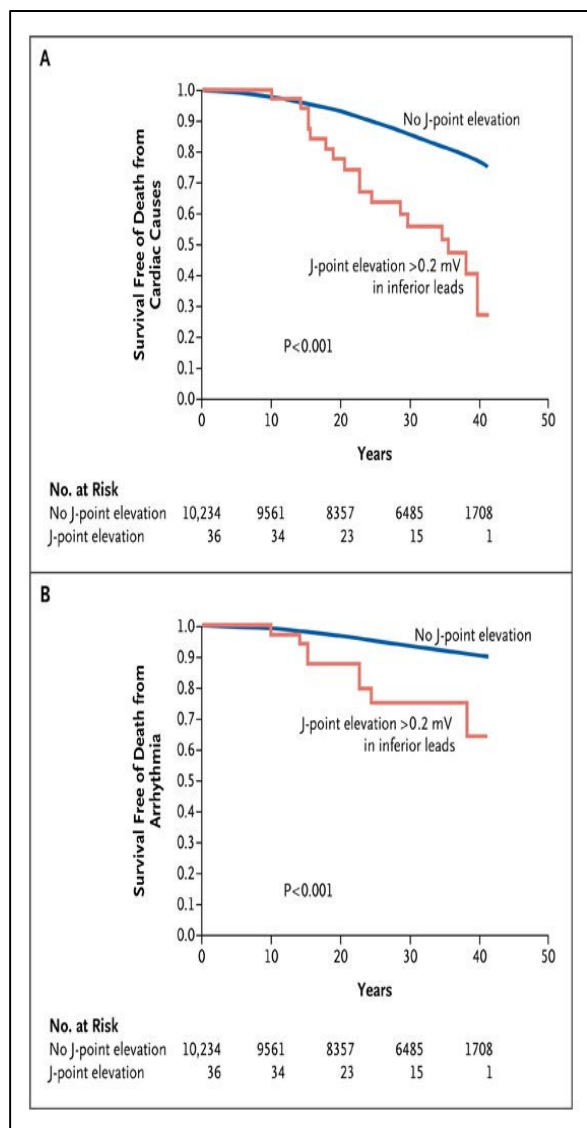 A
Survival Free of Death from
Cardiac Causes
1.0
0.9
0.8
0.7
0.6
0.5
0.4
0.3
0.2
0.1
0.0
No J-point elevation
J-point elevation >0.2 mV
in inferior leads
P<0.001
0 10 20 30 40 50
Years
No. at Risk
No J-point elevation 10,234 9561 8357 6485 1708
J-point elevation 36 34 23 15 1
B
Survival Free of Death from
Arrhythmia
1.0
0.9
0.8
0.7
0.6
0.5
0.4
0.3
0.2
0.1
0.0
No J-point elevation
J-point elevation >0.2 mV
in inferior leads
P<0.001
0 10 20 30 40 50
Years
No. at Risk
No J-point elevation 10,234 9561 8357 6485 1708
J-point elevation 36 34 23 15 1